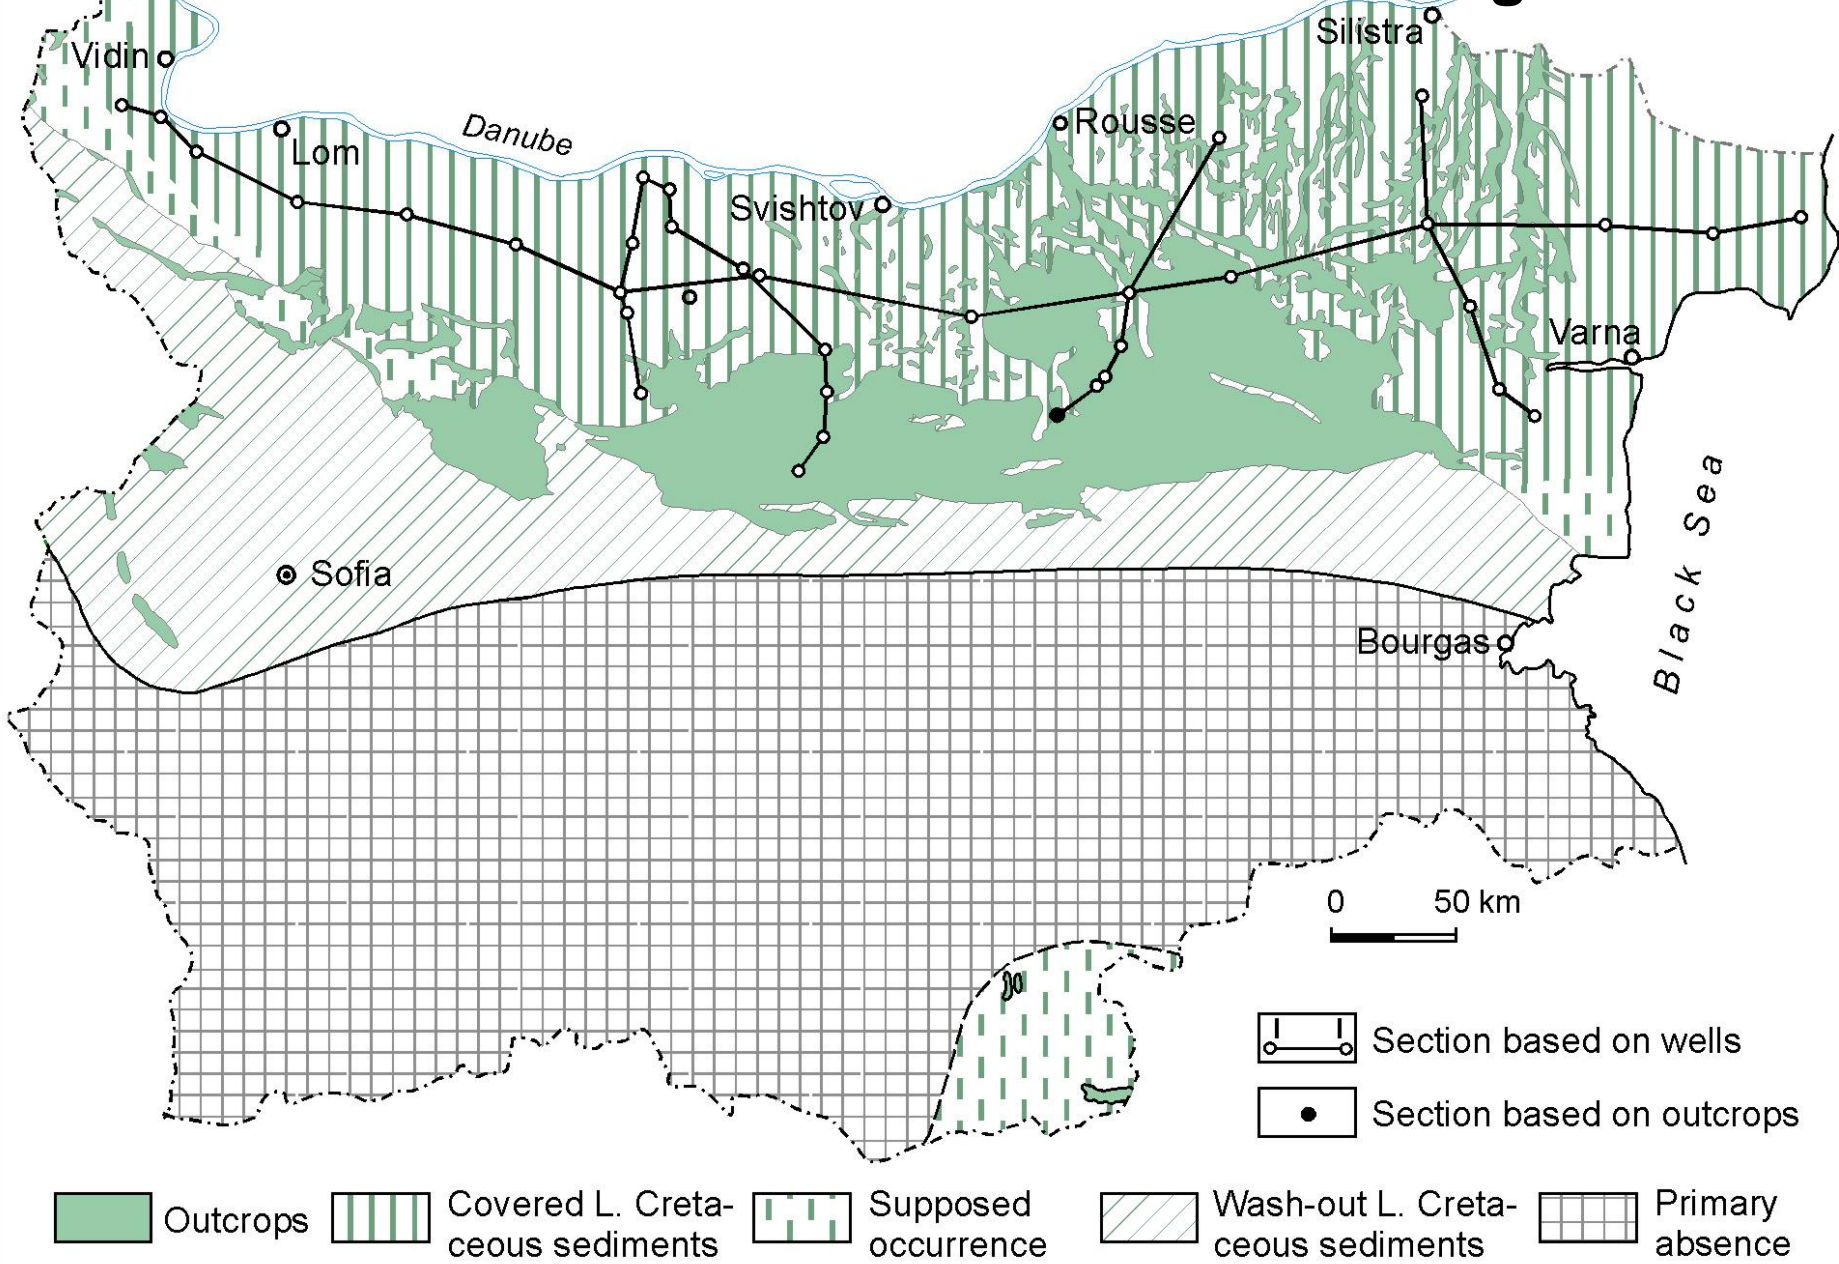 Silistra
Vidin
Rousse
Danube
Lom
Svishtov
Varna
Black Sea
Sofia
Bourgas
0 50 km
Section based on wells
Section based on outcrops
Outcrops
Covered L. Creta-
ceous sediments
Supposed
occurrence
Wash-out L. Creta-
ceous sediments
Primary
absence